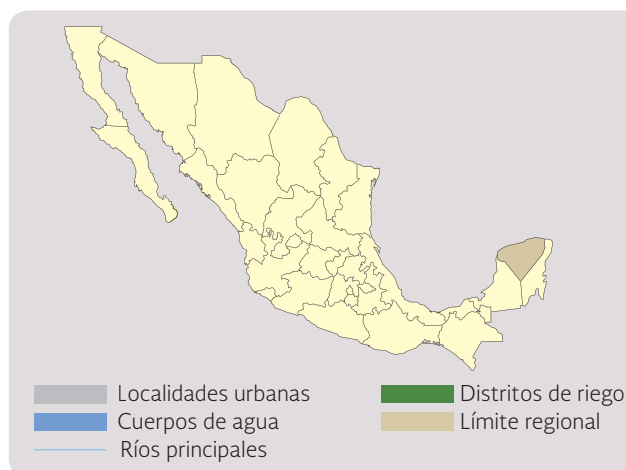 Localidades urbanas
Cuerpos de agua
Ríos principales
Distritos de riego
Límite regional